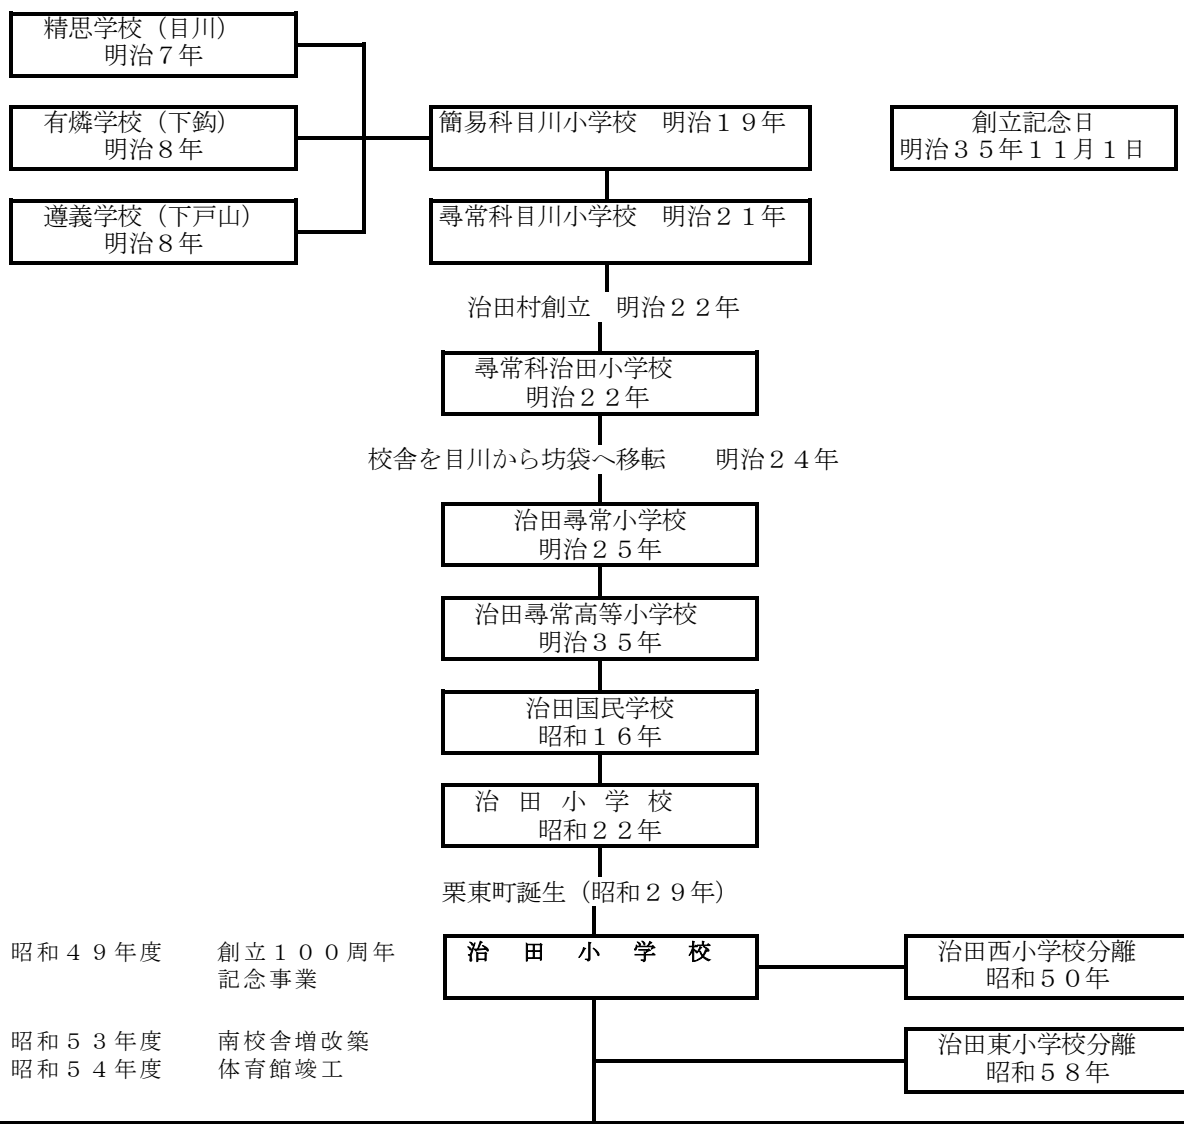 精思学校（目川）
明治７年
有燐学校（下鈎）
明治８年
遵義学校（下戸山）
明治８年
簡易科目川小学校　明治１９年
尋常科目川小学校　明治２１年
創立記念日
明治３５年１１月１日
治田村創立　明治２２年
尋常科治田小学校
明治２２年
校舎を目川から坊袋へ移転　　明治２４年
治田尋常小学校
明治２５年
治田尋常高等小学校
明治３５年
治田国民学校
昭和１６年
治　田　小　学　校
昭和２２年
栗東町誕生（昭和２９年）
治　田　小　学　校
治田西小学校分離
昭和５０年
治田東小学校分離
昭和５８年
昭和４９年度　　創立１００周年
記念事業
昭和５３年度　　南校舎増改築
昭和５４年度　　体育館竣工